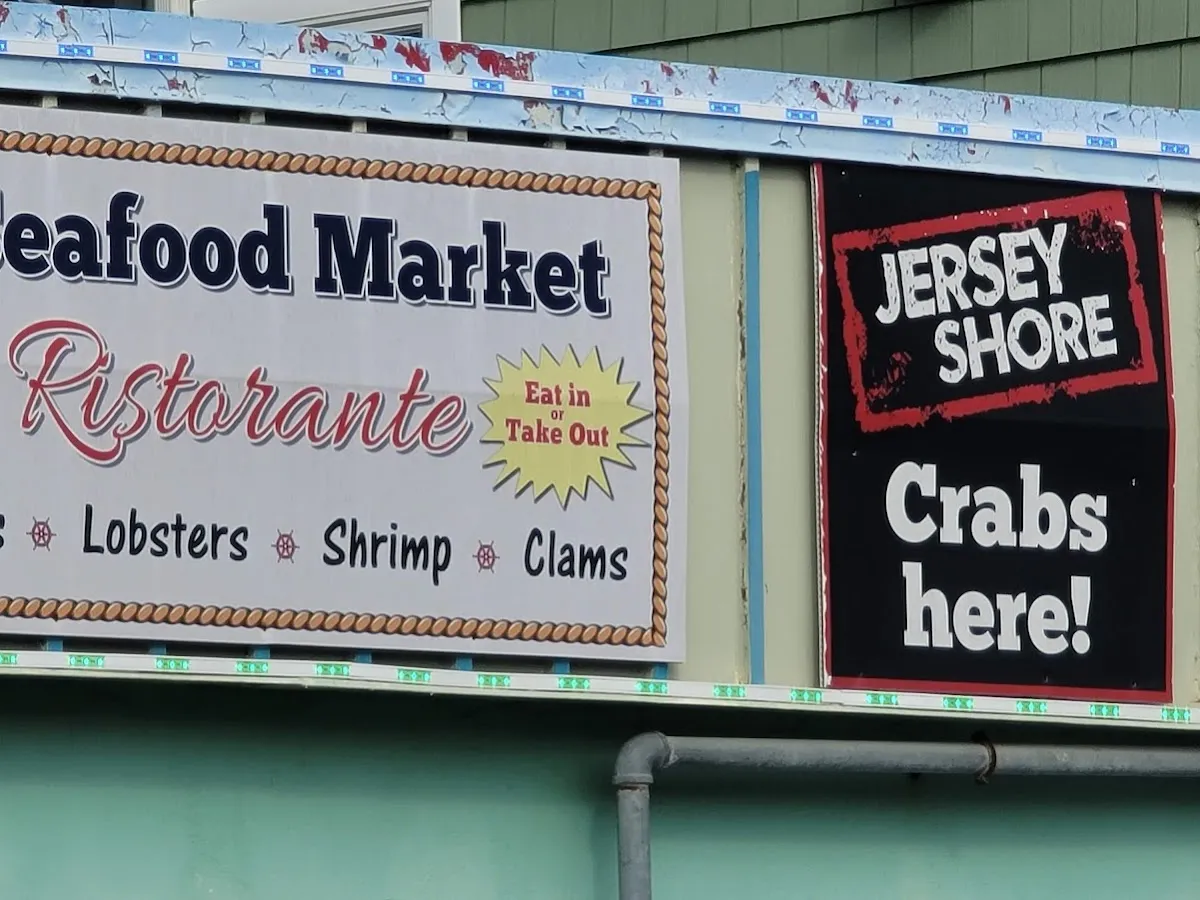 eafood Market
Ristorante
Eat in
or
Take Out
s Lobsters Shrimp Clams
JERSEY
SHORE
Crabs
here!